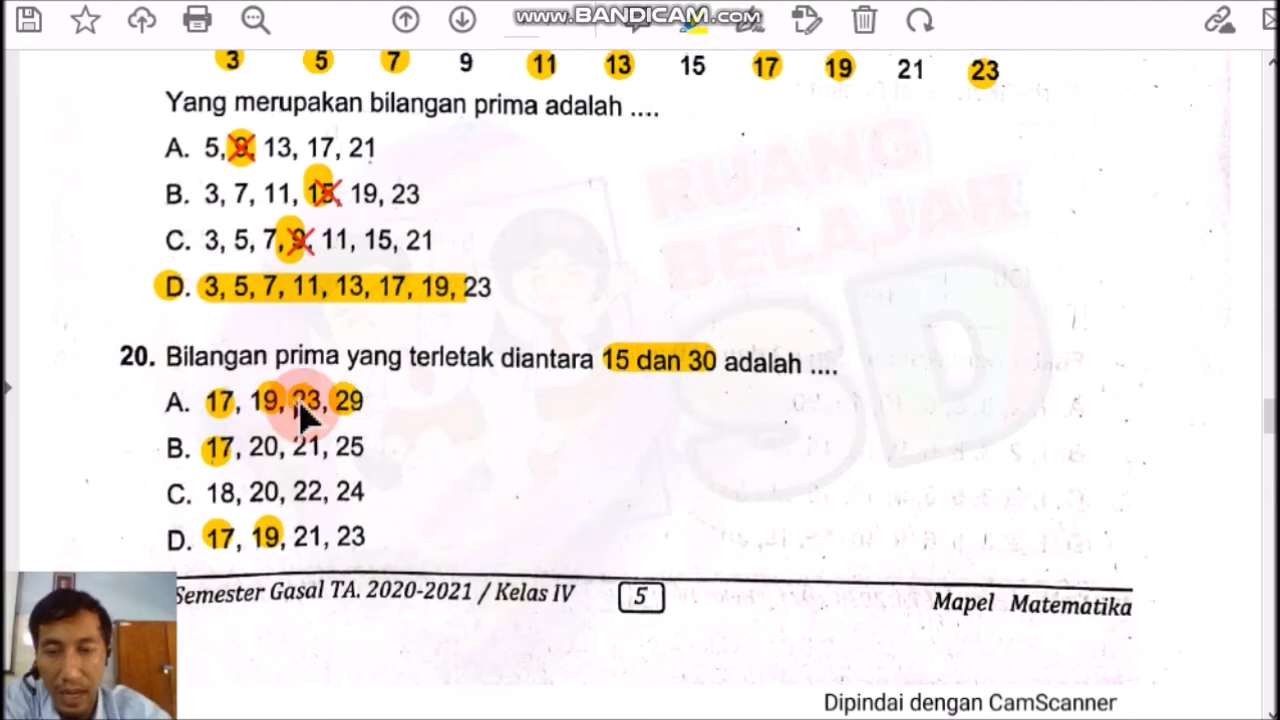 www.BANDICAM.com
3 5 7 9 11 13 15 17 19 21 23
Yang merupakan bilangan prima adalah ....
A. 5, 9, 13, 17, 21
B. 3, 7, 11, 15, 19, 23
C. 3, 5, 7, 9, 11, 15, 21
D. 3, 5, 7, 11, 13, 17, 19, 23
RUANG
BELAJAR
SD
20. Bilangan prima yang terletak diantara 15 dan 30 adalah ....
A. 17, 19, 23, 29
B. 17, 20, 21, 25
C. 18, 20, 22, 24
D. 17, 19, 21, 23
Semester Gasal TA. 2020-2021 / Kelas IV 5 Mapel Matematika
Dipindai dengan CamScanner